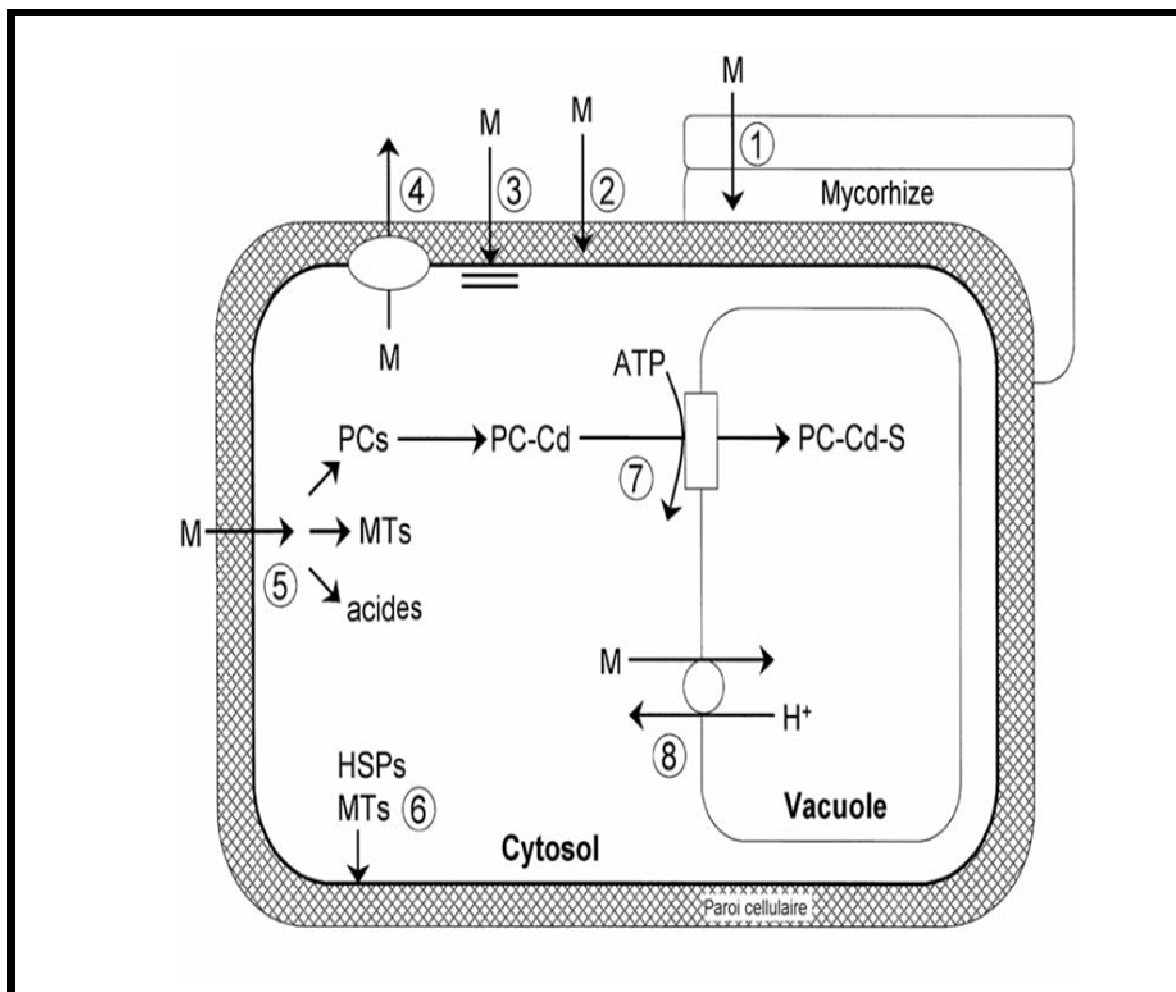 M
M
M
①
④
③
②
Mycorhize
M
ATP
PCs
PC-Cd
PC-Cd-S
⑦
M
MTs
⑤
acides
M
H⁺
⑧
HSPs
MTs ⑥
Vacuole
Cytosol
Paroi cellulaire